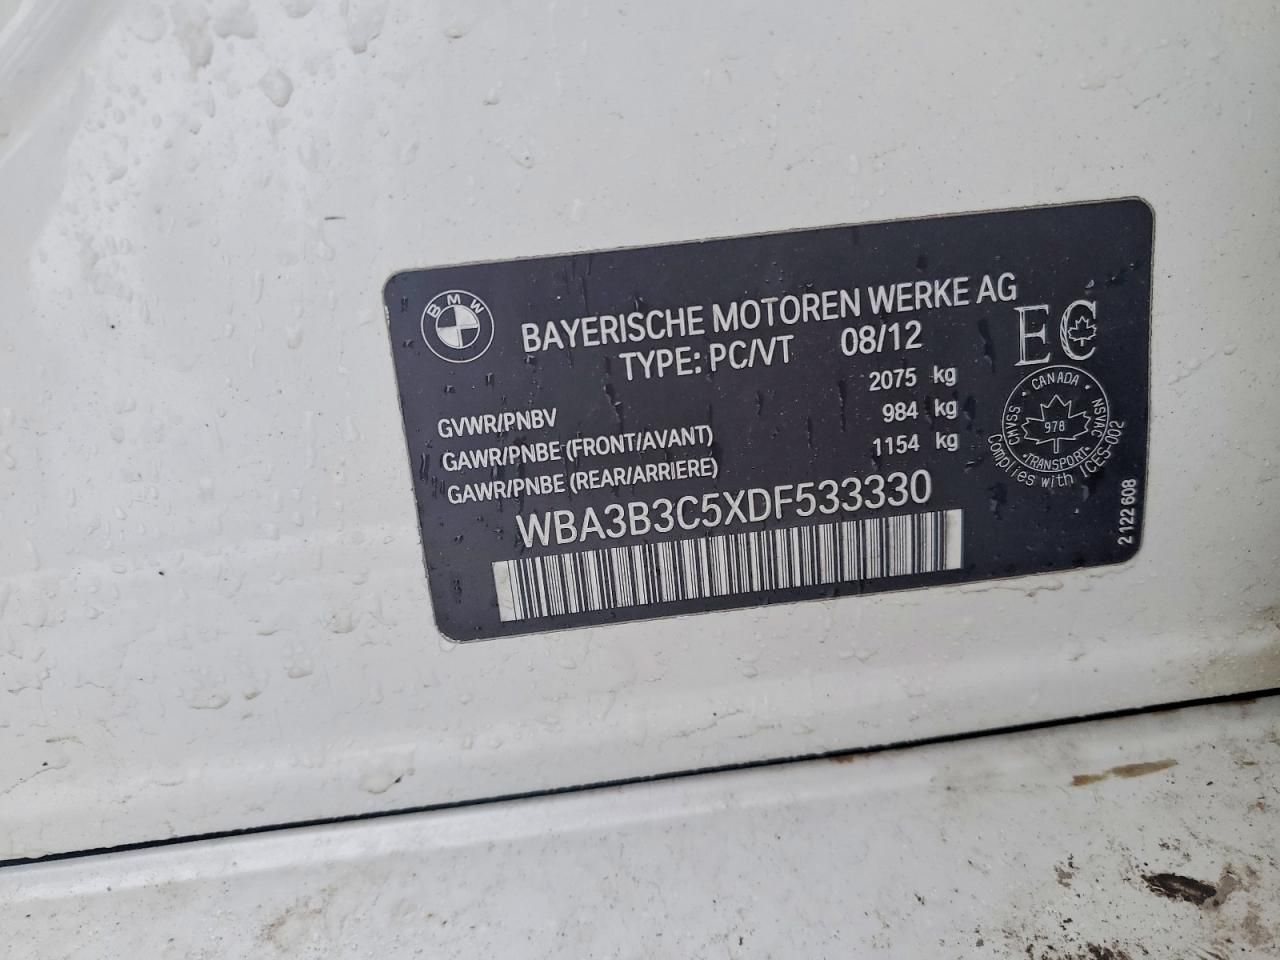 BMW
BAYERISCHE MOTOREN WERKE AG
TYPE: PC/VT 08/12
GVWR/PNBV 2075 kg
GAWR/PNBE (FRONT/AVANT) 984 kg
GAWR/PNBE (REAR/ARRIERE) 1154 kg
WBA3B3C5XDF533330
EC
CANADA
CMVSS
NSVAC
978
TRANSPORT
Complies with ICES-002
2 122 608